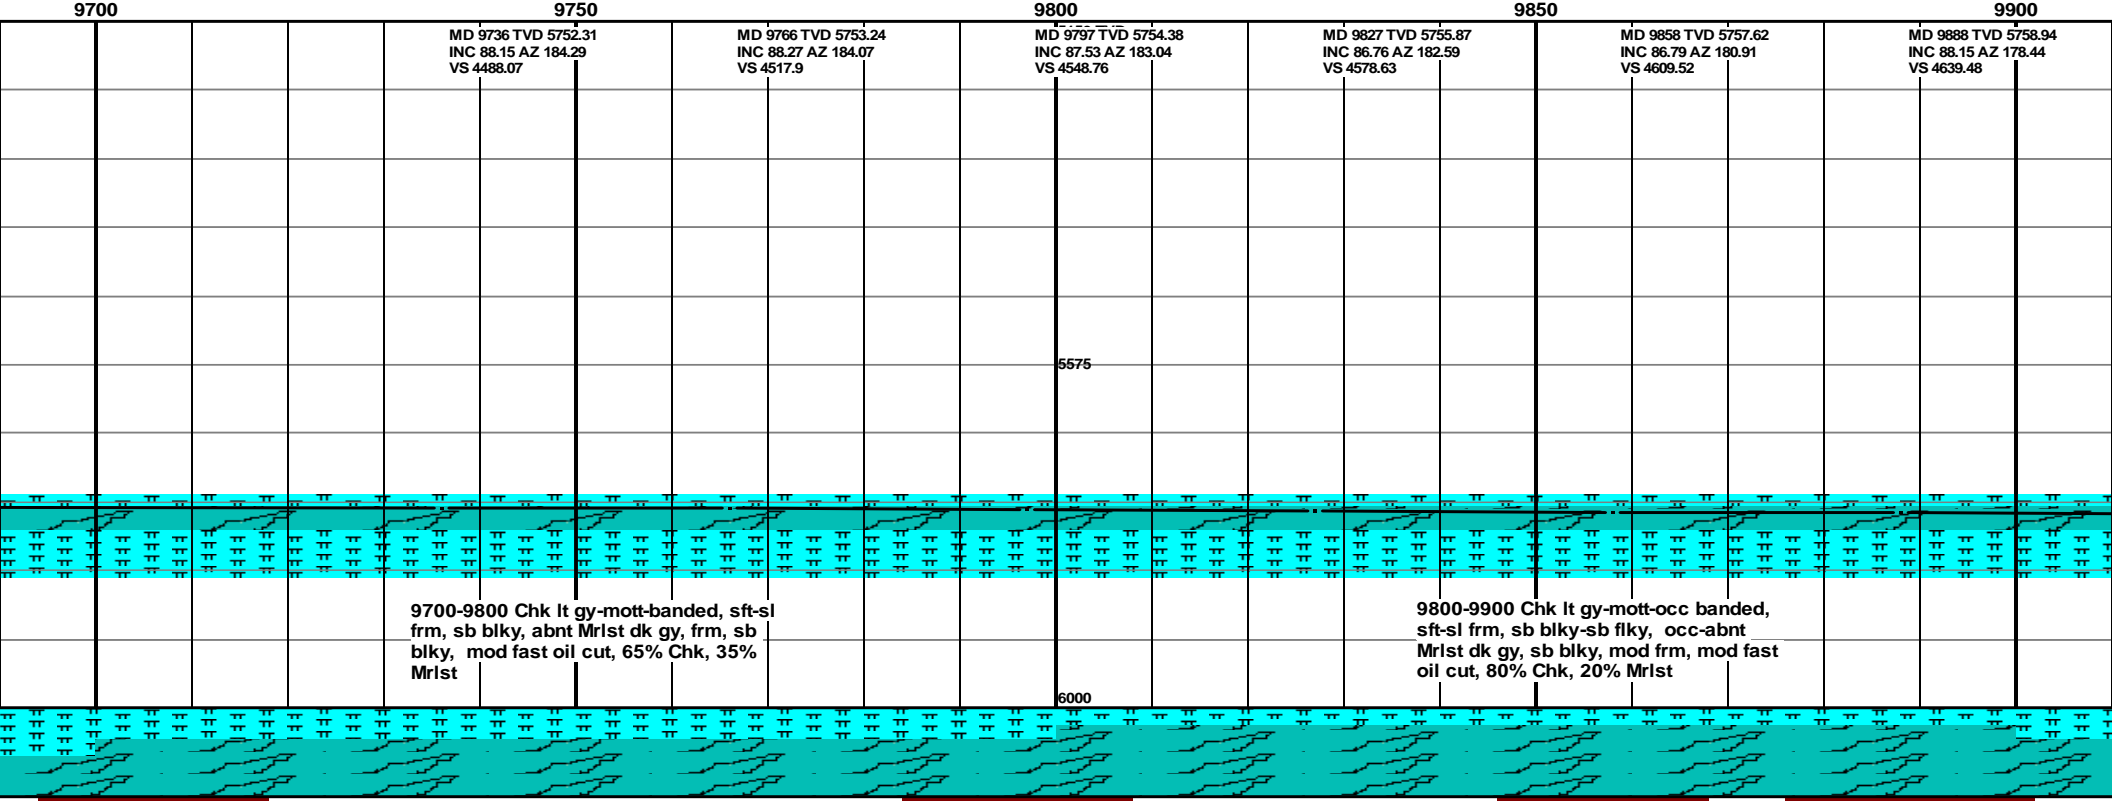 9700 9750 9800 9850 9900
MD 9736 TVD 5752.31
INC 88.15 AZ 184.29
VS 4488.07
MD 9766 TVD 5753.24
INC 88.27 AZ 184.07
VS 4517.9
MD 9797 TVD 5754.38
INC 87.53 AZ 183.04
VS 4548.76
MD 9827 TVD 5755.87
INC 86.76 AZ 182.59
VS 4578.63
MD 9858 TVD 5757.62
INC 86.79 AZ 180.91
VS 4609.52
MD 9888 TVD 5758.94
INC 88.15 AZ 178.44
VS 4639.48
5575
9700-9800 Chk lt gy-mott-banded, sft-sl
frm, sb blky, abnt Mrlst dk gy, frm, sb
blky, mod fast oil cut, 65% Chk, 35%
Mrlst
9800-9900 Chk lt gy-mott-occ banded,
sft-sl frm, sb blky-sb flky, occ-abnt
Mrlst dk gy, sb blky, mod frm, mod fast
oil cut, 80% Chk, 20% Mrlst
6000